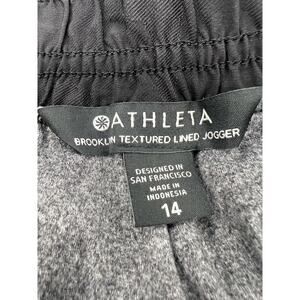 ATHLETA
BROOKLYN TEXTURED LINED JOGGER
DESIGNED IN
SAN FRANCISCO
MADE IN
INDONESIA
14